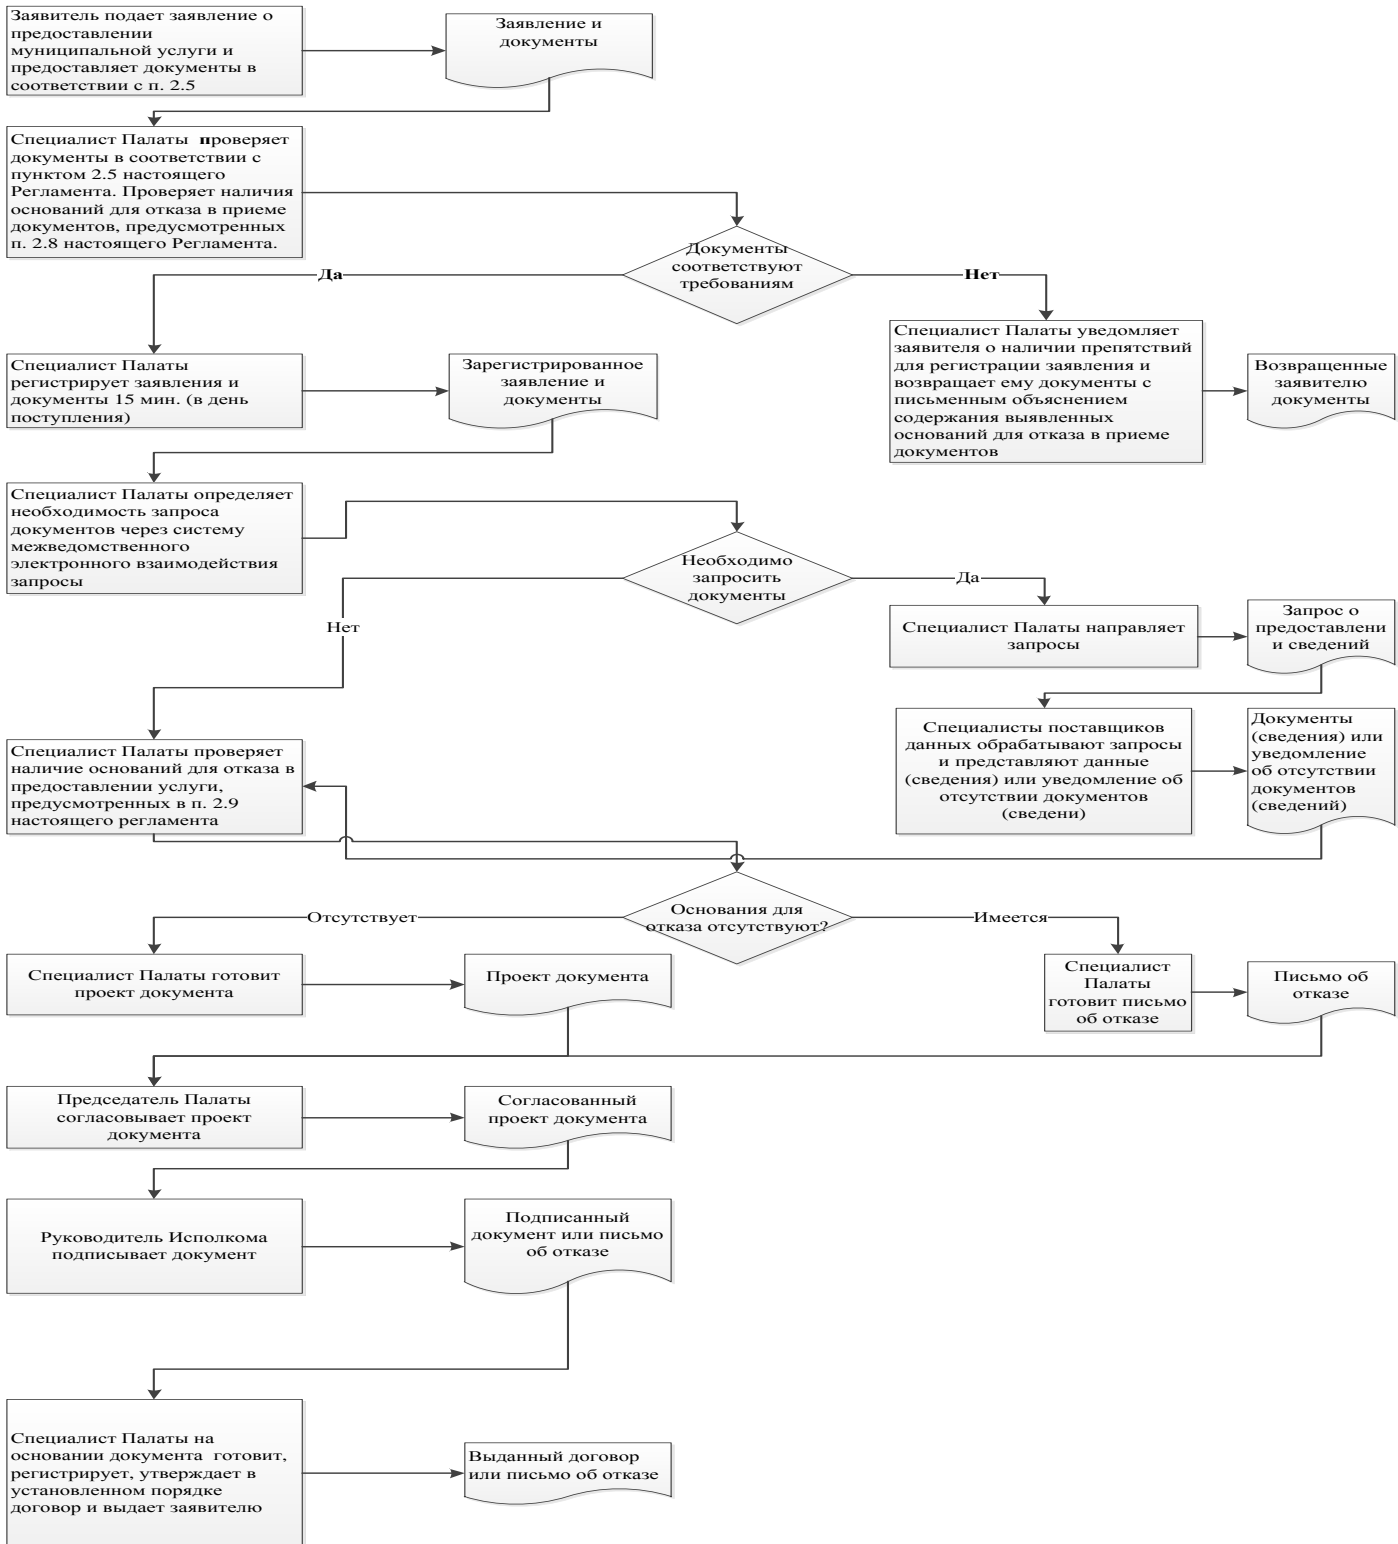 Заявитель подает заявление о
предоставлении
муниципальной услуги и
предоставляет документы в
соответствии с п. 2.5
Заявление и
документы
Специалист Палаты  проверяет
документы в соответствии с
пунктом 2.5 настоящего
Регламента. Проверяет наличия
оснований для отказа в приеме
документов, предусмотренных
п. 2.8 настоящего Регламента.
Документы
соответствуют
требованиям
Да
Нет
Специалист Палаты
регистрирует заявления и
документы 15 мин. (в день
поступления)
Зарегистрированное
заявление и
документы
Специалист Палаты уведомляет
заявителя о наличии препятствий
для регистрации заявления и
возвращает ему документы с
письменным объяснением
содержания выявленных
оснований для отказа в приеме
документов
Возвращенные
заявителю
документы
Специалист Палаты определяет
необходимость запроса
документов через систему
межведомственного
электронного взаимодействия
запросы
Необходимо
запросить
документы
Да
Нет
Специалист Палаты направляет
запросы
Запрос о
предоставлени
и сведений
Специалисты поставщиков
данных обрабатывают запросы
и представляют данные
(сведения) или уведомление об
отсутствии документов
(сведени)
Документы
(сведения) или
уведомление
об отсутствии
документов
(сведений)
Специалист Палаты проверяет
наличие оснований для отказа в
предоставлении услуги,
предусмотренных в п. 2.9
настоящего регламента
Основания для
отказа отсутствуют?
Отсутствует
Имеется
Специалист Палаты готовит
проект документа
Проект документа
Специалист
Палаты
готовит письмо
об отказе
Письмо об
отказе
Председатель Палаты
согласовывает проект
документа
Согласованный
проект документа
Руководитель Исполкома
подписывает документ
Подписанный
документ или письмо
об отказе
Специалист Палаты на
основании документа  готовит,
регистрирует, утверждает в
установленном порядке
договор и выдает заявителю
Выданный договор
или письмо об отказе